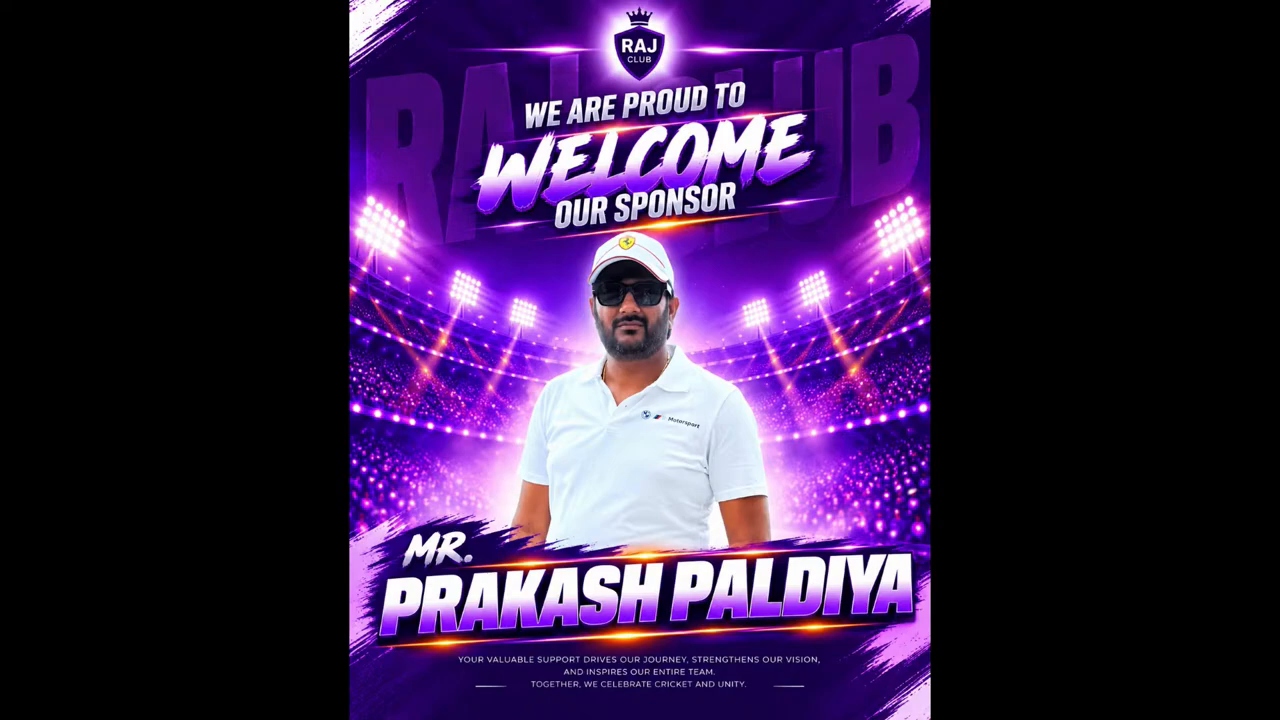 RAJ
CLUB
RAJ CLUB
WE ARE PROUD TO
WELCOME
OUR SPONSOR
Motorsport
MR.
PRAKASH PALDIYA
YOUR VALUABLE SUPPORT DRIVES OUR JOURNEY, STRENGTHENS OUR VISION,
AND INSPIRES OUR ENTIRE TEAM.
TOGETHER, WE CELEBRATE CRICKET AND UNITY.